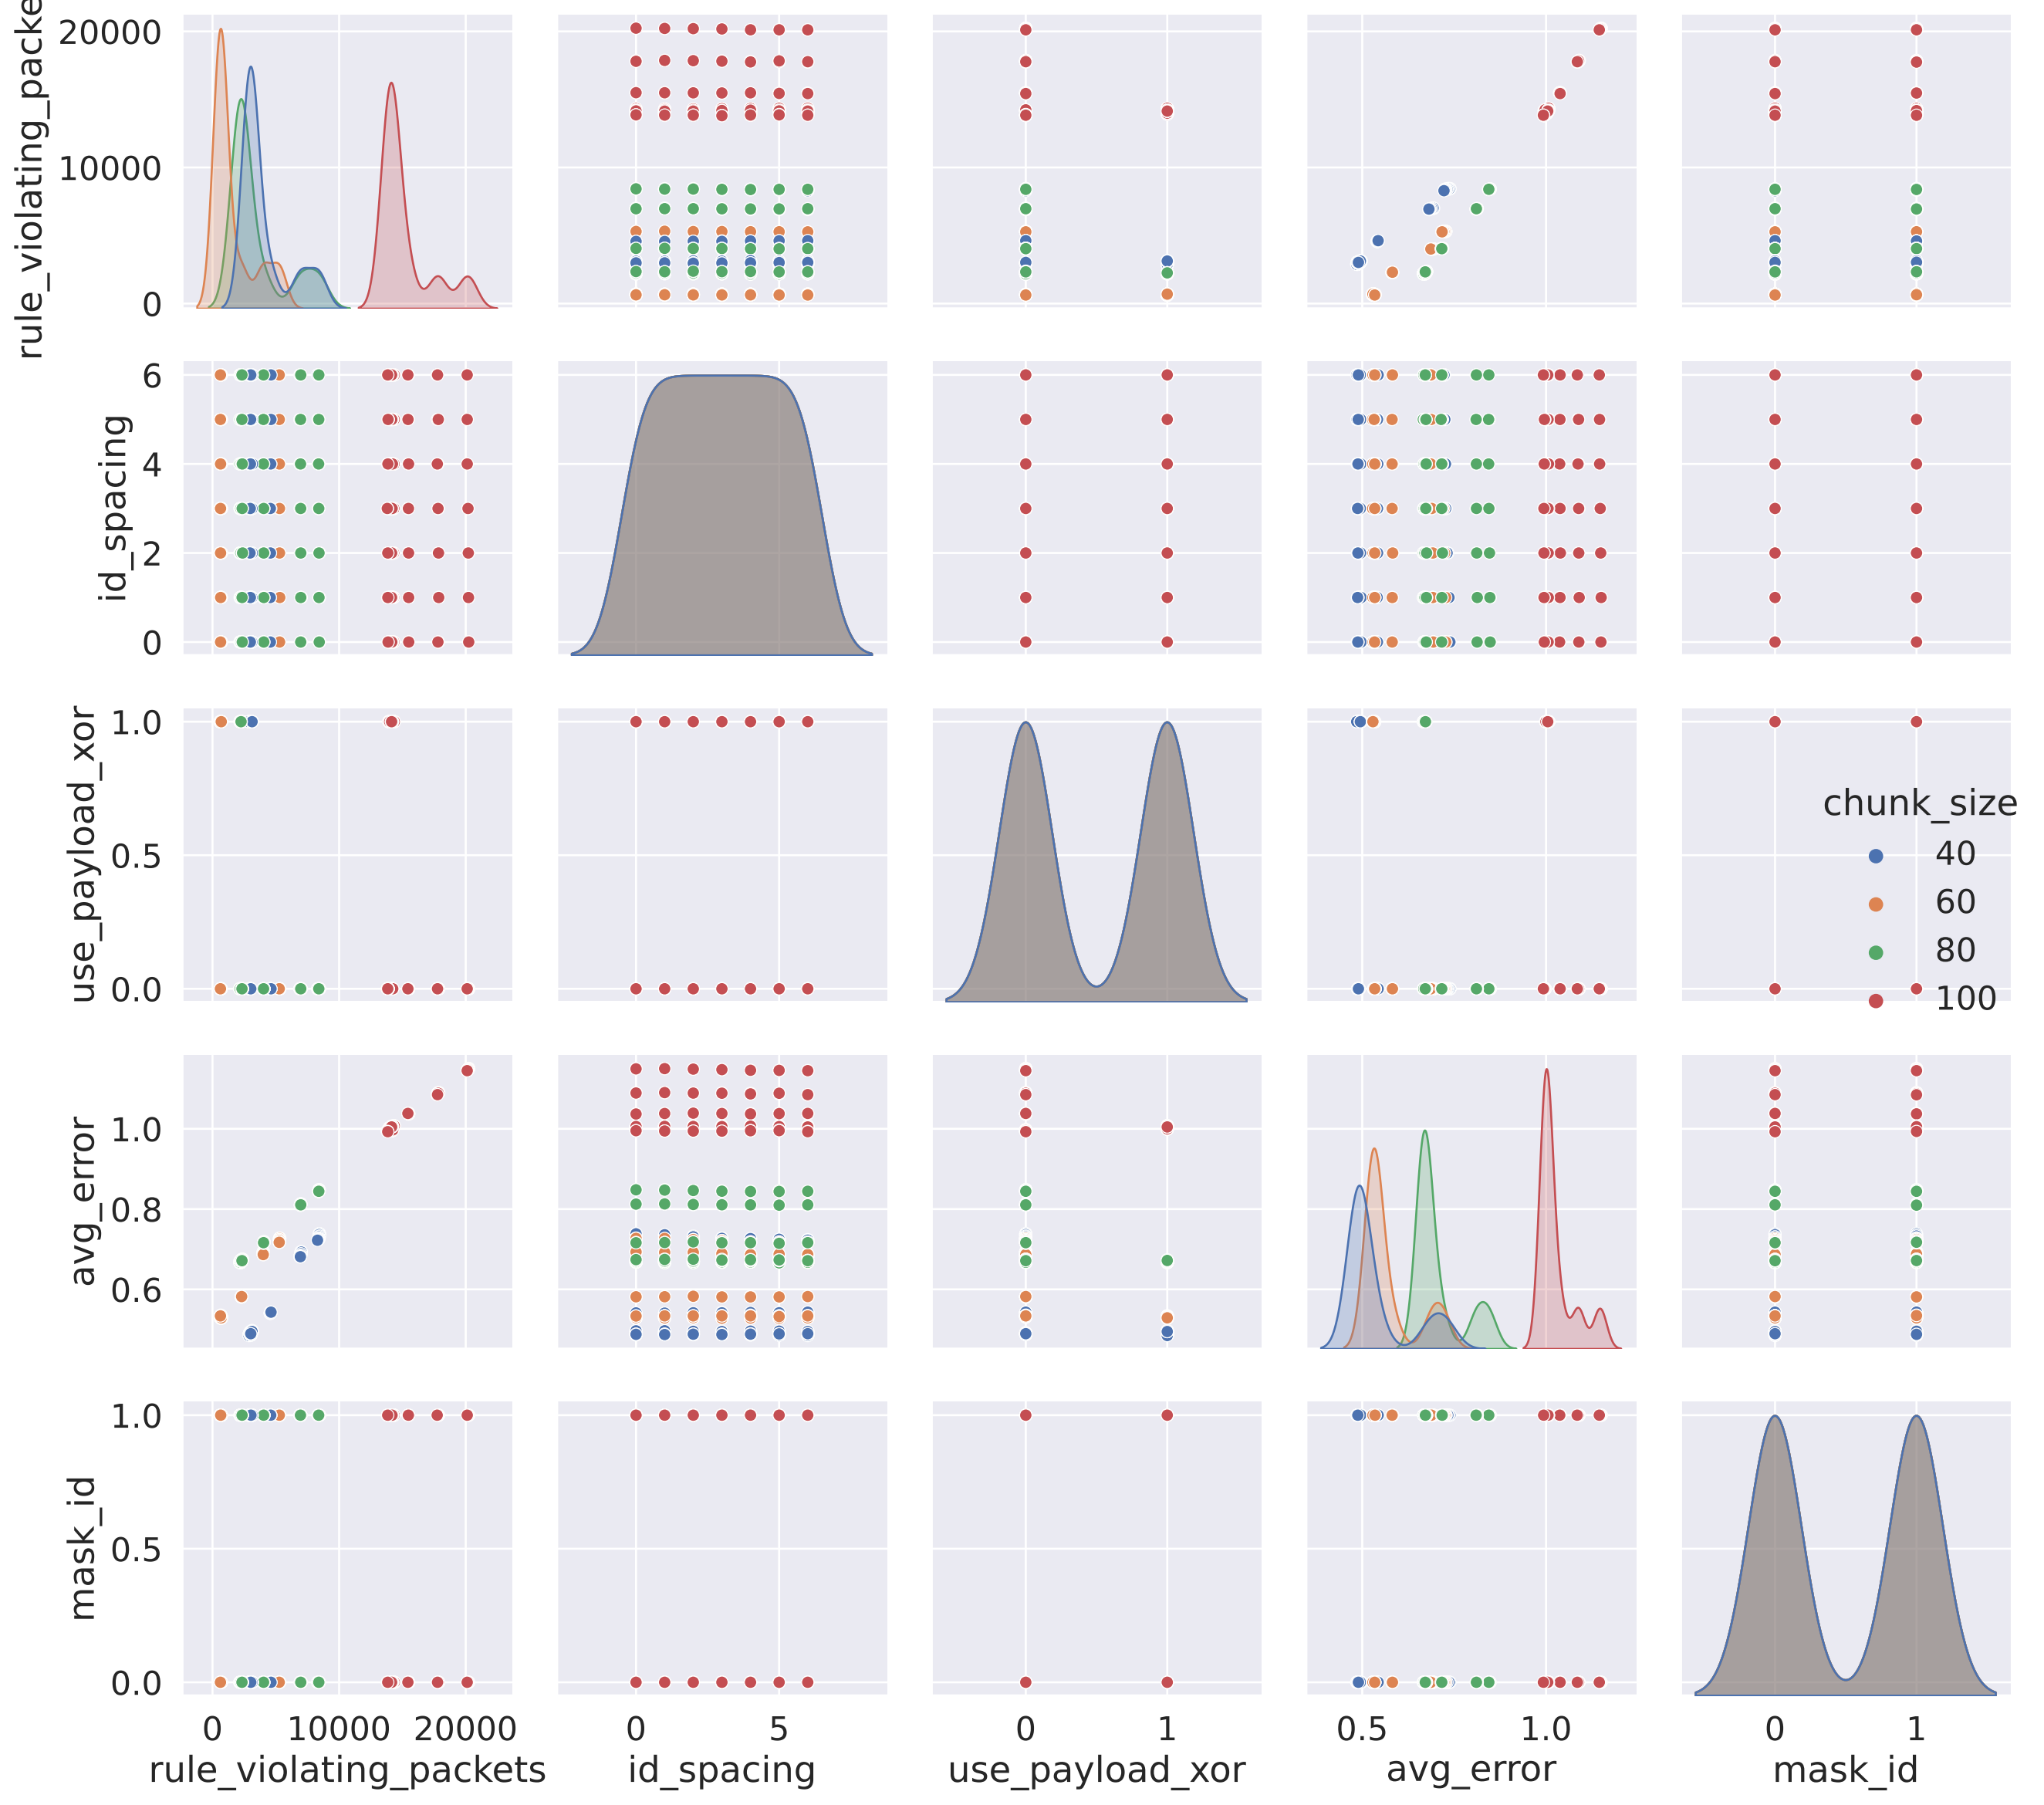 rule_violating_packe
20000
10000
0
id_spacing
6
4
2
0
use_payload_xor
1.0
0.5
0.0
chunk_size
40
60
80
100
avg_error
1.0
0.8
0.6
mask_id
1.0
0.5
0.0
0 10000 20000
rule_violating_packets
0 5
id_spacing
0 1
use_payload_xor
0.5 1.0
avg_error
0 1
mask_id